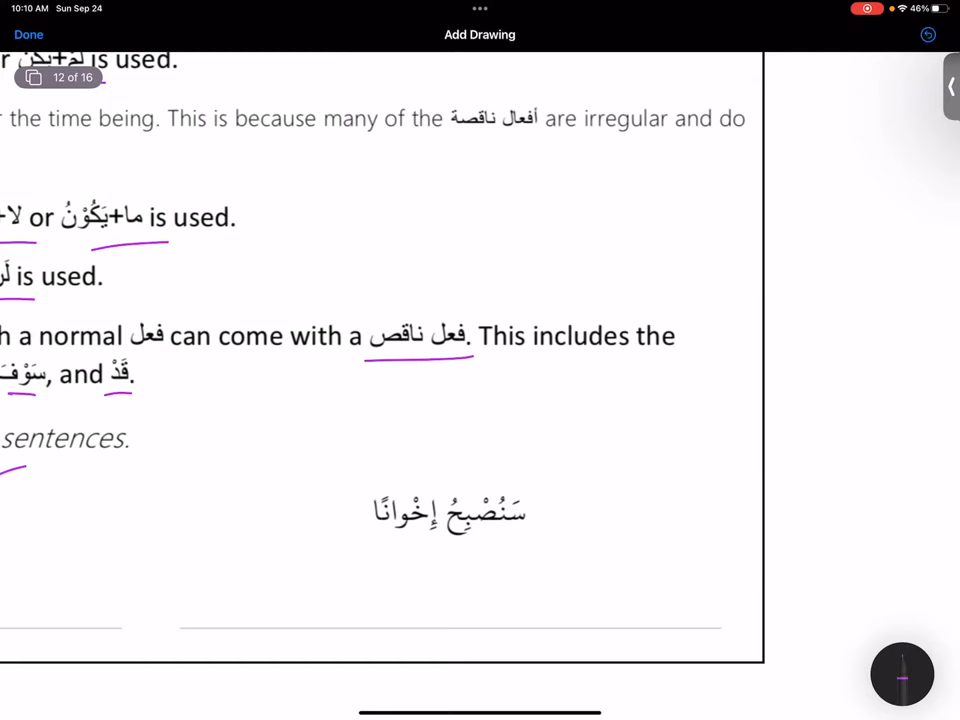 10:10 AM Sun Sep 24
46%
Done
Add Drawing
r لَمْ+يَكُنْ is used.
12 of 16
the time being. This is because many of the أفعال ناقصة are irregular and do
+لا or ما+يَكُوْنُ is used.
is used.
h a normal فعل can come with a فعل ناقص. This includes the
سَوْفَ, and قَدْ.
sentences.
سَنُصْبِحُ إِخْوانًا